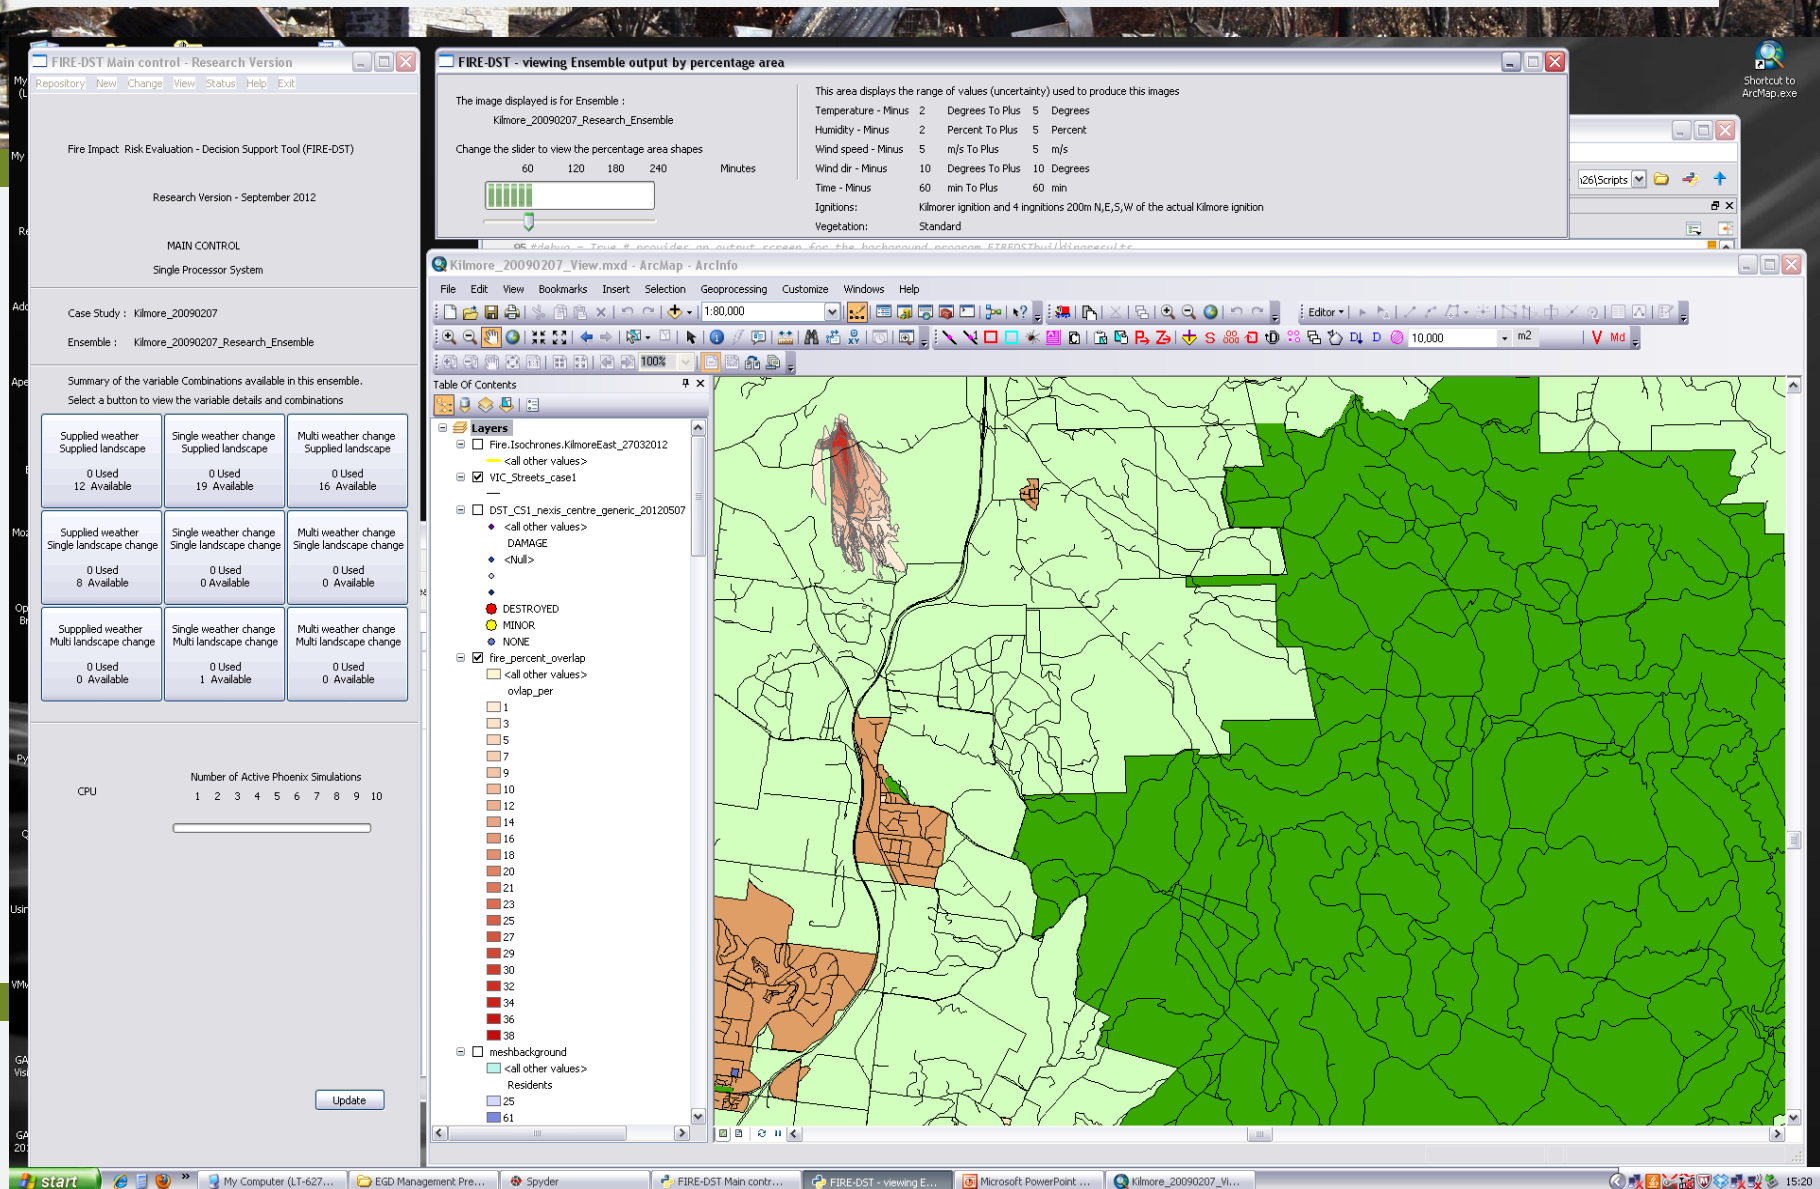 FIRE-DST Main control - Research Version
Repository New Change View Status Help Exit
Fire Impact Risk Evaluation - Decision Support Tool (FIRE-DST)
Research Version - September 2012
MAIN CONTROL
Single Processor System
Case Study : Kilmore_20090207
Ensemble : Kilmore_20090207_Research_Ensemble
Summary of the variable Combinations available in this ensemble.
Select a button to view the variable details and combinations
Supplied weather
Supplied landscape
0 Used
12 Available
Single weather change
Supplied landscape
0 Used
19 Available
Multi weather change
Supplied landscape
0 Used
16 Available
Supplied weather
Single landscape change
0 Used
8 Available
Single weather change
Single landscape change
0 Used
0 Available
Multi weather change
Single landscape change
0 Used
0 Available
Suppplied weather
Multi landscape change
0 Used
0 Available
Single weather change
Multi landscape change
0 Used
1 Available
Multi weather change
Multi landscape change
0 Used
0 Available
Number of Active Phoenix Simulations
CPU
1 2 3 4 5 6 7 8 9 10
Update
FIRE-DST - viewing Ensemble output by percentage area
The image displayed is for Ensemble :
Kilmore_20090207_Research_Ensemble
Change the slider to view the percentage area shapes
60 120 180 240 Minutes
This area displays the range of values (uncertainty) used to produce this images
Temperature - Minus 2 Degrees To Plus 5 Degrees
Humidity - Minus 2 Percent To Plus 5 Percent
Wind speed - Minus 5 m/s To Plus 5 m/s
Wind dir - Minus 10 Degrees To Plus 10 Degrees
Time - Minus 60 min To Plus 60 min
Ignitions: Kilmorer ignition and 4 ingnitions 200m N,E,S,W of the actual Kilmore ignition
Vegetation: Standard
26\Scripts
Shortcut to
ArcMap.exe
95 #debug = True # provides an output screen for the background program FIREDSTbuildingresults
Kilmore_20090207_View.mxd - ArcMap - ArcInfo
File Edit View Bookmarks Insert Selection Geoprocessing Customize Windows Help
1:80,000
Editor
10,000 m2
V Md
100%
Table Of Contents
Layers
Fire.Isochrones.KilmoreEast_27032012
<all other values>
VIC_Streets_case1
DST_CS1_nexis_centre_generic_20120507
<all other values>
DAMAGE
<Null>
DESTROYED
MINOR
NONE
fire_percent_overlap
<all other values>
ovlap_per
1
3
5
7
9
10
12
14
16
18
20
21
23
25
27
29
30
32
34
36
38
meshbackground
<all other values>
Residents
25
61
start
My Computer (LT-627...
EGD Management Pre...
Spyder
FIRE-DST Main contr...
FIRE-DST - viewing E...
Microsoft PowerPoint ...
Kilmore_20090207_Vi...
15:20